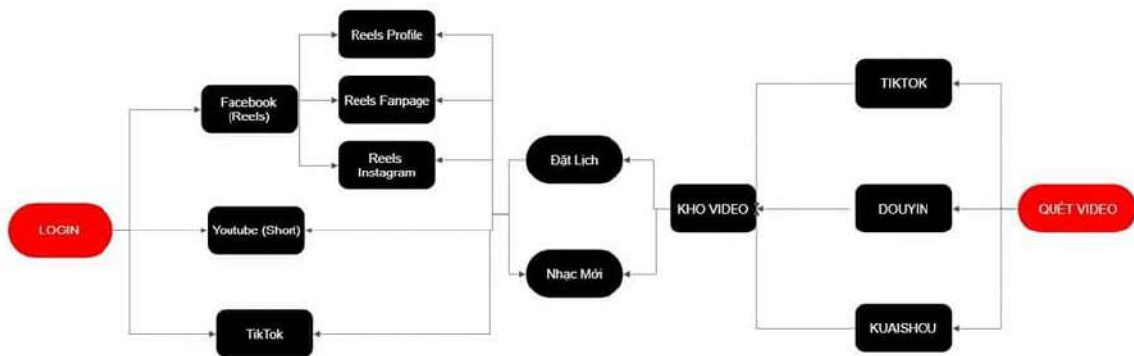 Reels Profile
Facebook
(Reels)
Reels Fanpage
Reels
Instagram
LOGIN
Youtube (Short)
TikTok
Đặt Lịch
Nhạc Mới
KHO VIDEO
TIKTOK
DOUYIN
KUAISHOU
QUÉT VIDEO